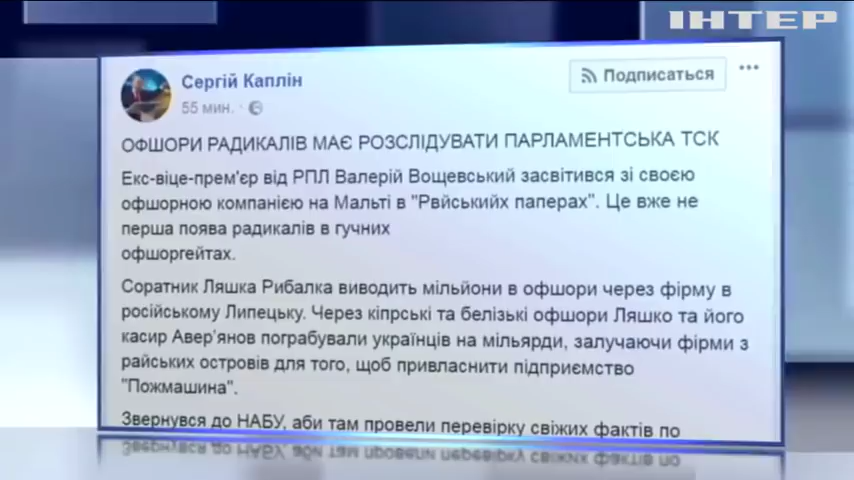 ІНТЕР
Сергій Каплін
Подписаться
55 мин.
ОФШОРИ РАДИКАЛІВ МАЄ РОЗСЛІДУВАТИ ПАРЛАМЕНТСЬКА ТСК
Екс-віце-прем'єр від РПЛ Валерій Вощевський засвітився зі своєю
офшорною компанією на Мальті в "Рвйських паперах". Це вже не
перша поява радикалів в гучних
офшоргейтах.
Соратник Ляшка Рибалка виводить мільйони в офшори через фірму в
російському Липецьку. Через кіпрські та белізькі офшори Ляшко та його
касир Авер'янов пограбували українців на мільярди, залучаючи фірми з
райських островів для того, щоб привласнити підприємство
"Пожмашина".
Звернувся до НАБУ, аби там провели перевірку свіжих фактів по